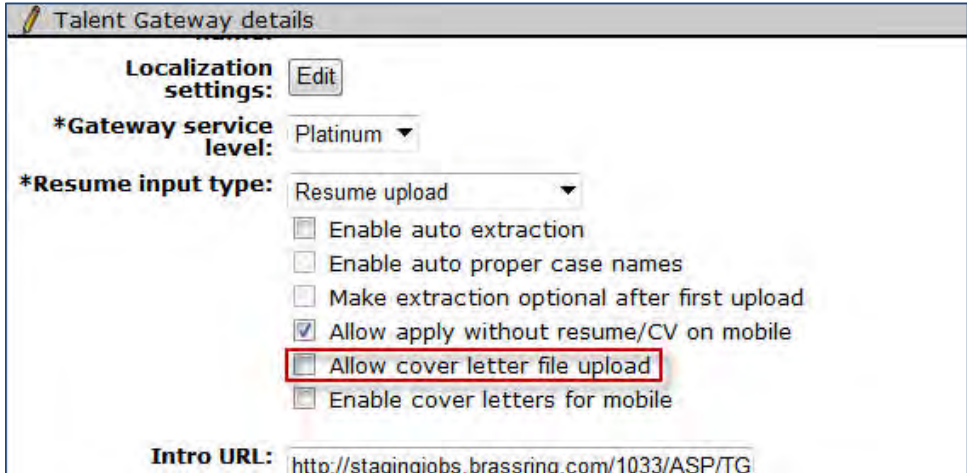 Talent Gateway details
name:
Localization
settings:
Edit
*Gateway service
level:
Platinum
*Resume input type:
Resume upload
Enable auto extraction
Enable auto proper case names
Make extraction optional after first upload
Allow apply without resume/CV on mobile
Allow cover letter file upload
Enable cover letters for mobile
Intro URL:
http://stagingjobs.brassring.com/1033/ASP/TG